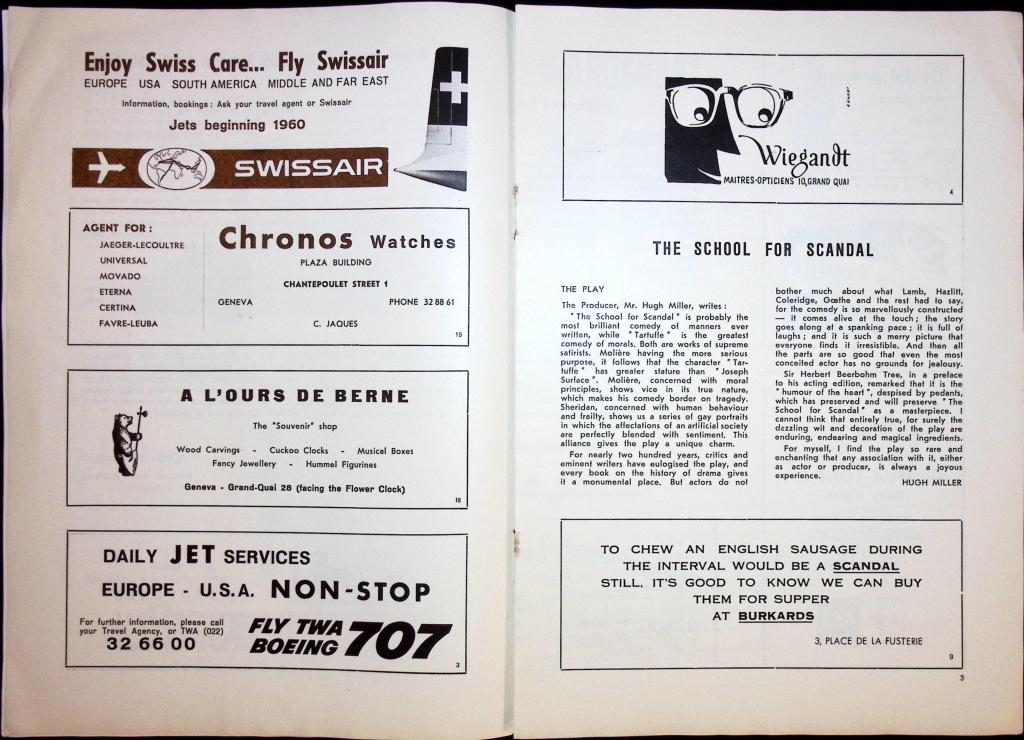 Enjoy Swiss Care... Fly Swissair
EUROPE USA SOUTH AMERICA MIDDLE AND FAR EAST
Information, bookings : Ask your travel agent or Swissair
Jets beginning 1960
SWISSAIR
AGENT FOR :
JAEGER-LECOULTRE
UNIVERSAL
MOVADO
ETERNA
CERTINA
FAVRE-LEUBA
Chronos Watches
PLAZA BUILDING
CHANTEPOULET STREET 1
GENEVA PHONE 32 88 61
C. JAQUES
15
A L'OURS DE BERNE
The "Souvenir" shop
Wood Carvings - Cuckoo Clocks - Musical Boxes
Fancy Jewellery - Hummel Figurines
Geneva - Grand-Quai 28 (facing the Flower Clock)
18
DAILY JET SERVICES
EUROPE - U.S.A. NON-STOP
For further information, please call
your Travel Agency, or TWA (022)
32 66 00
FLY TWA
BOEING 707
3
Wiegandt
MAITRES-OPTICIENS 10, GRAND QUAI
4
THE SCHOOL FOR SCANDAL
THE PLAY
The Producer, Mr. Hugh Miller, writes :
"The School for Scandal" is probably the
most brilliant comedy of manners ever
written, while "Tartuffe" is the greatest
comedy of morals. Both are works of supreme
satirists. Molière having the more serious
purpose, it follows that the character "Tar-
tuffe" has greater stature than "Joseph
Surface". Molière, concerned with moral
principles, shows vice in its true nature,
which makes his comedy border on tragedy.
Sheridan, concerned with human behaviour
and frailty, shows us a series of gay portraits
in which the affectations of an artificial society
are perfectly blended with sentiment. This
alliance gives the play a unique charm.
For nearly two hundred years, critics and
eminent writers have eulogised the play, and
every book on the history of drama gives
it a monumental place. But actors do not
bother much about what Lamb, Hazlitt,
Coleridge, Gœthe and the rest had to say,
for the comedy is so marvellously constructed
— it comes alive at the touch ; the story
goes along at a spanking pace ; it is full of
laughs ; and it is such a merry picture that
everyone finds it irresistible. And then all
the parts are so good that even the most
conceited actor has no grounds for jealousy.
Sir Herbert Beerbohm Tree, in a preface
to his acting edition, remarked that it is the
"humour of the heart", despised by pedants,
which has preserved and will preserve "The
School for Scandal" as a masterpiece. I
cannot think that entirely true, for surely the
dezzling wit and decoration of the play are
enduring, endearing and magical ingredients.
For myself, I find the play so rare and
enchanting that any association with it, either
as actor or producer, is always a joyous
experience.
HUGH MILLER
TO CHEW AN ENGLISH SAUSAGE DURING
THE INTERVAL WOULD BE A SCANDAL
STILL, IT'S GOOD TO KNOW WE CAN BUY
THEM FOR SUPPER
AT BURKARDS
3, PLACE DE LA FUSTERIE
9
3